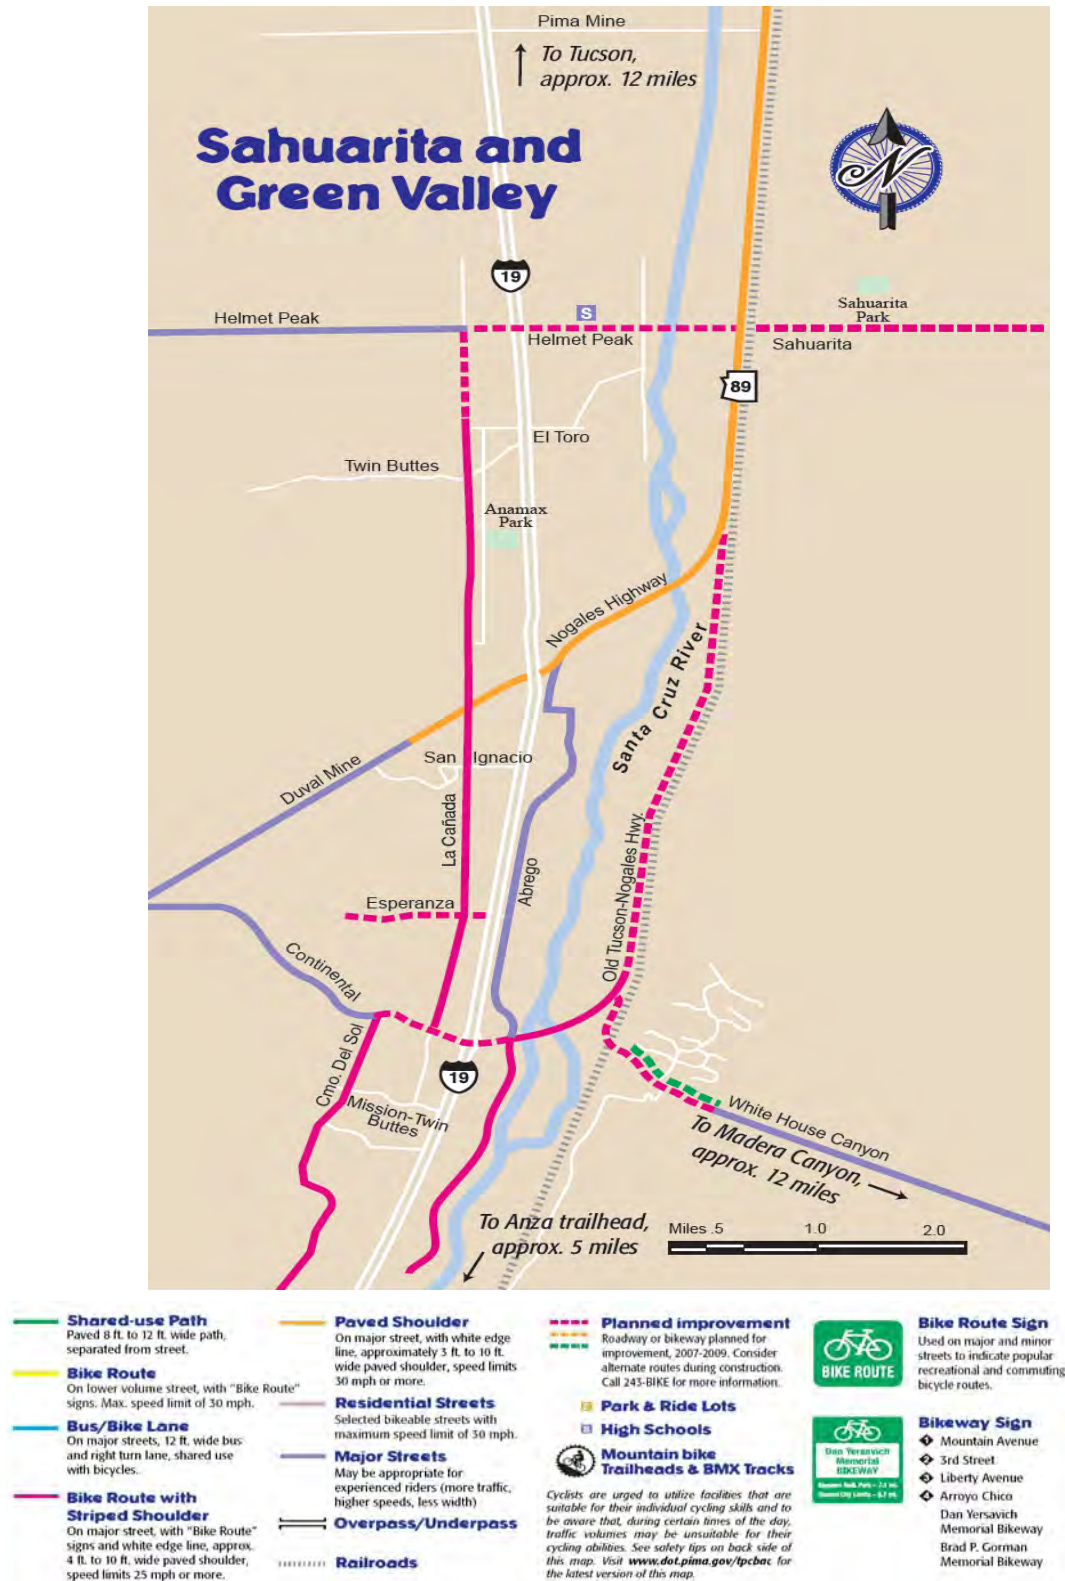 Pima Mine
To Tucson,
approx. 12 miles
Sahuarita and
Green Valley
N
19
Sahuarita
Park
Helmet Peak
S
Helmet Peak
Sahuarita
89
El Toro
Twin Buttes
Anamax
Park
Nogales Highway
Santa Cruz River
San Ignacio
Duval Mine
La Cañada
Abrego
Old Tucson-Nogales Hwy.
Esperanza
Continental
Cmo. Del Sol
19
Mission-Twin
Buttes
White House Canyon
To Madera Canyon,
approx. 12 miles
To Anza trailhead,
approx. 5 miles
Miles .5 1.0 2.0
Shared-use Path
Paved 8 ft. to 12 ft. wide path,
separated from street.
Bike Route
On lower volume street, with "Bike Route"
signs. Max. speed limit of 30 mph.
Bus/Bike Lane
On major streets, 12 ft. wide bus
and right turn lane, shared use
with bicycles.
Bike Route with
Striped Shoulder
On major street, with "Bike Route"
signs and white edge line, approx.
4 ft. to 10 ft. wide paved shoulder,
speed limits 25 mph or more.
Paved Shoulder
On major street, with white edge
line, approximately 3 ft. to 10 ft.
wide paved shoulder, speed limits
30 mph or more.
Residential Streets
Selected bikeable streets with
maximum speed limit of 30 mph.
Major Streets
May be appropriate for
experienced riders (more traffic,
higher speeds, less width)
Overpass/Underpass
Railroads
Planned improvement
Roadway or bikeway planned for
improvement, 2007-2009. Consider
alternate routes during construction.
Call 243-BIKE for more information.
Park & Ride Lots
High Schools
Mountain bike
Trailheads & BMX Tracks
Cyclists are urged to utilize facilities that are
suitable for their individual cycling skills and to
be aware that, during certain times of the day,
traffic volumes may be unsuitable for their
cycling abilities. See safety tips on back side of
this map. Visit www.dot.pima.gov/tpcbac for
the latest version of this map.
BIKE ROUTE
Bike Route Sign
Used on major and minor
streets to indicate popular
recreational and commuting
bicycle routes.
Dan Yersavich
Memorial
BIKEWAY
Bikeway Sign
1 Mountain Avenue
2 3rd Street
3 Liberty Avenue
4 Arroyo Chico
Dan Yersavich
Memorial Bikeway
Brad P. Gorman
Memorial Bikeway